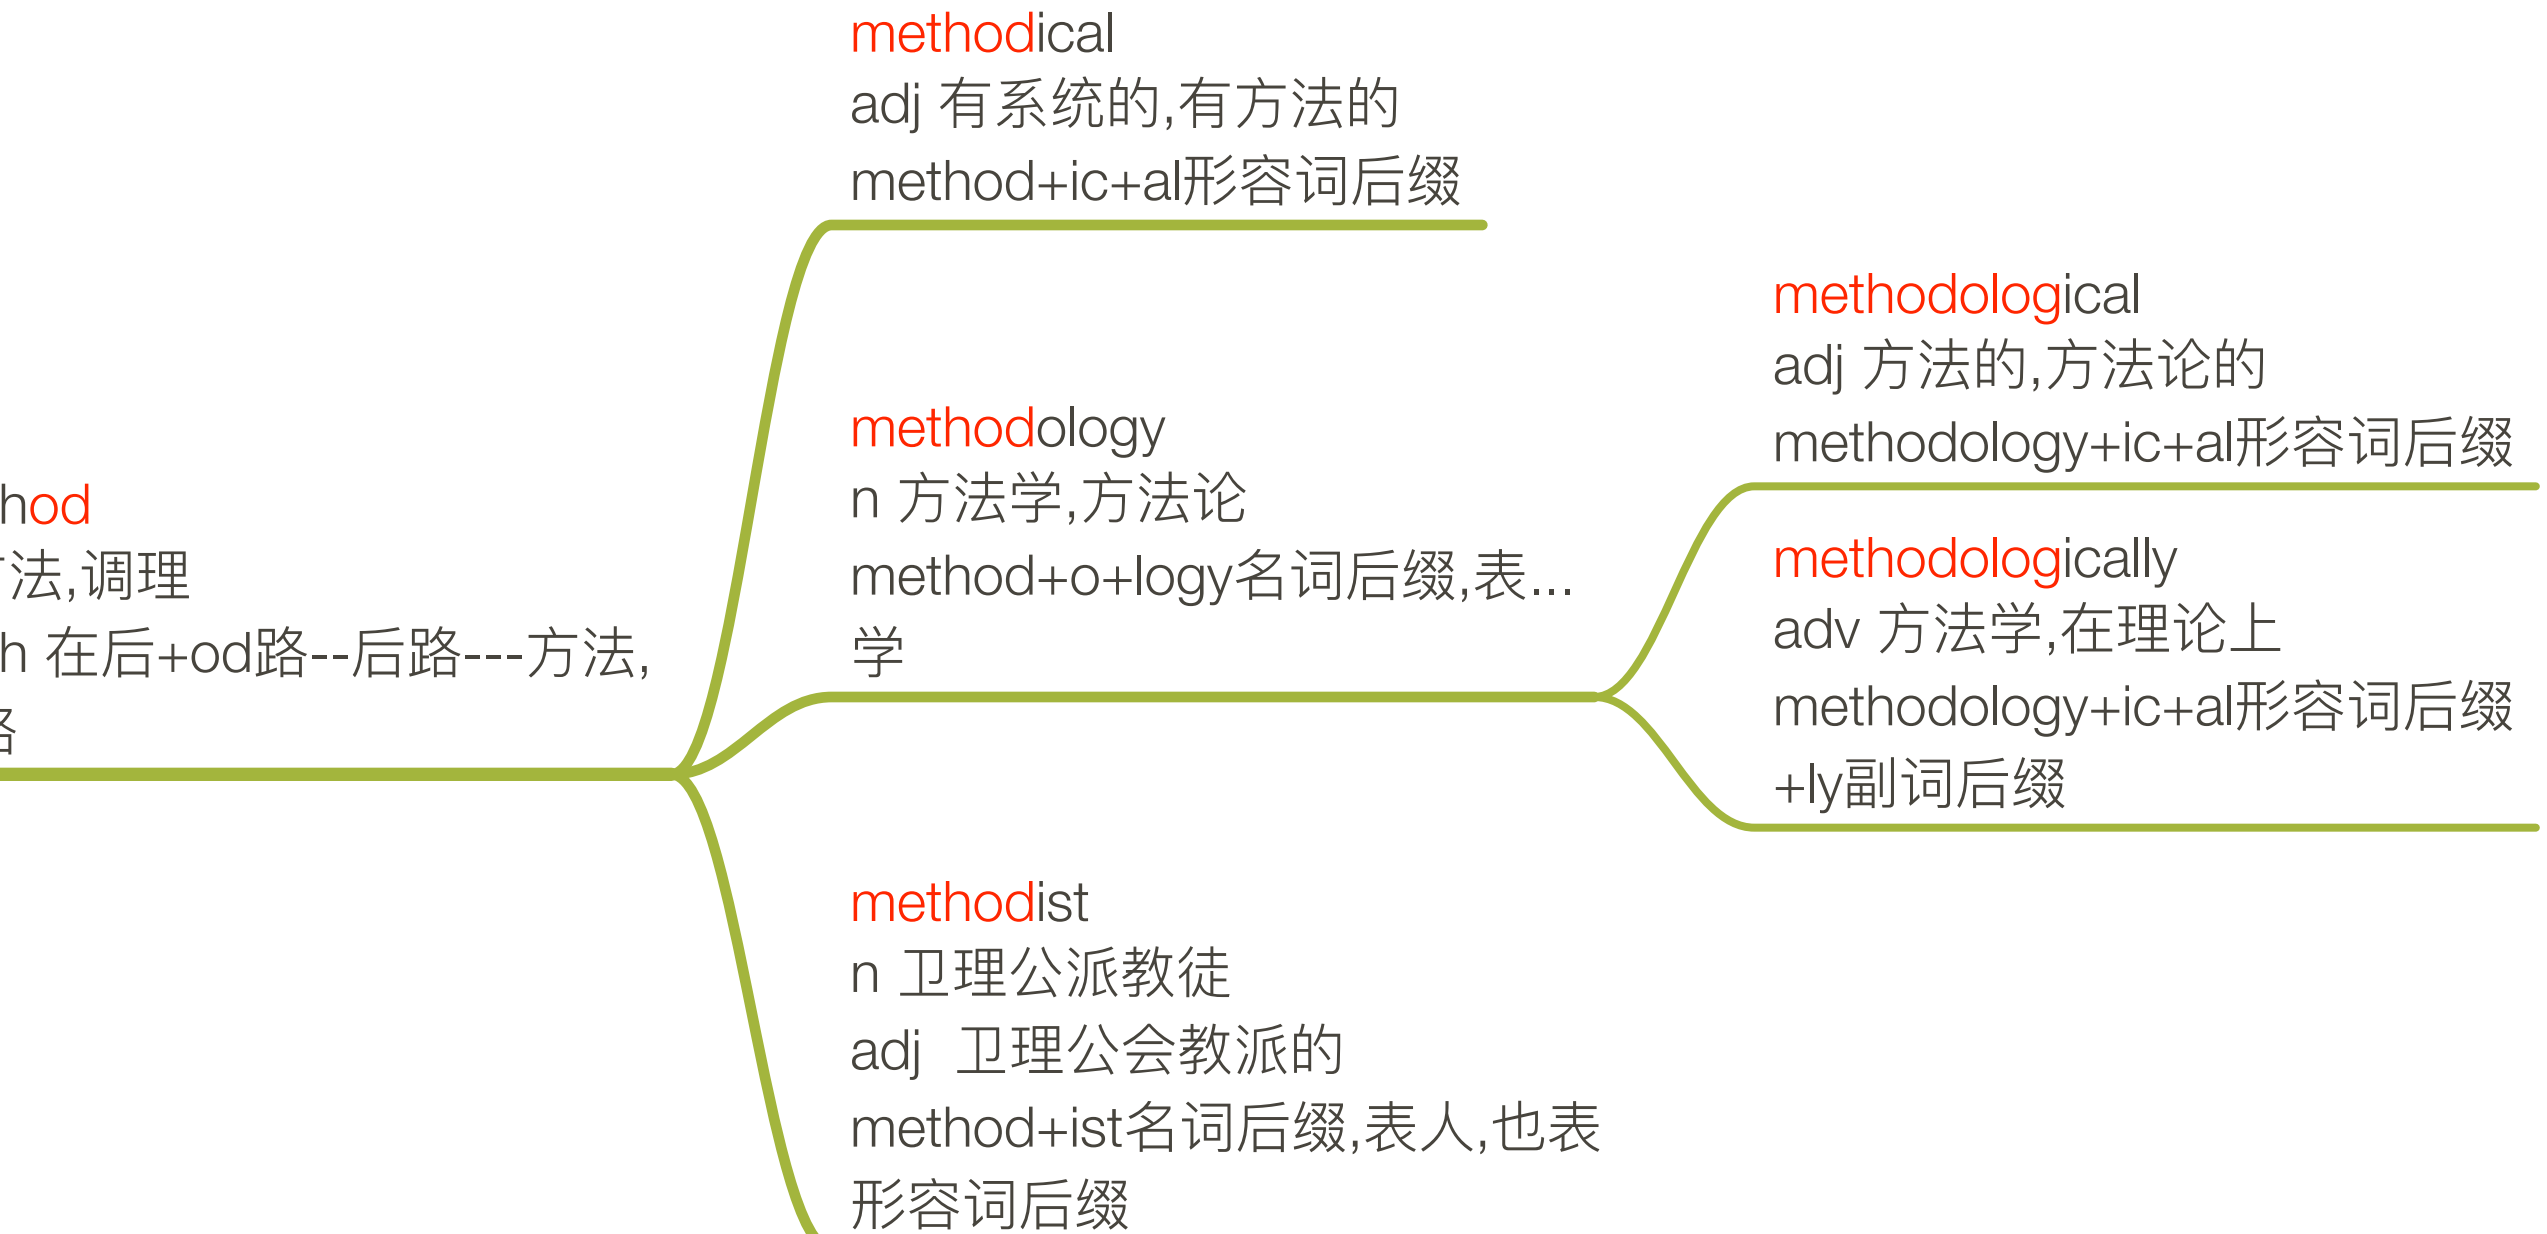 methodical
adj 有系统的,有方法的
method+ic+al形容词后缀
hod
法,调理
h 在后+od路--后路---方法,
methodology
n 方法学,方法论
method+o+logy名词后缀,表...
学
methodological
adj 方法的,方法论的
methodology+ic+al形容词后缀
methodologically
adv 方法学,在理论上
methodology+ic+al形容词后缀
+ly副词后缀
methodist
n 卫理公派教徒
adj  卫理公会教派的
method+ist名词后缀,表人,也表
形容词后缀